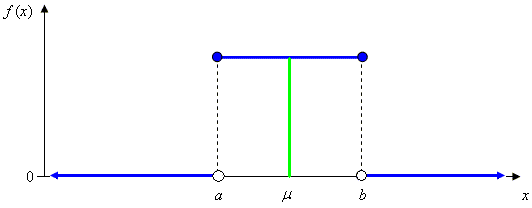 f(x)
0
a μ b x